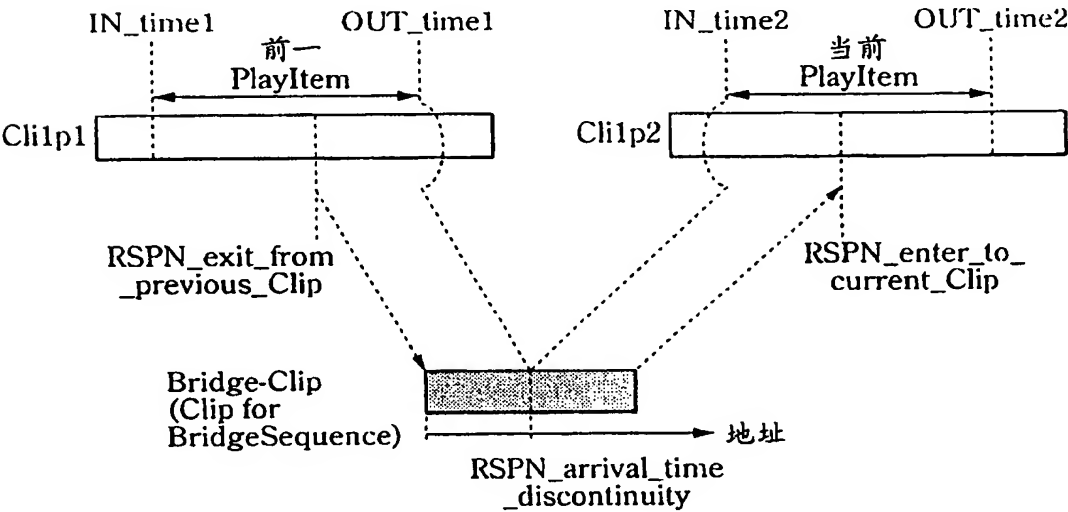 IN_time1
OUT_time1
IN_time2
OUT_time2
前一
PlayItem
当前
PlayItem
Cli1p1
Cli1p2
RSPN_exit_from
_previous_Clip
RSPN_enter_to_
current_Clip
Bridge-Clip
(Clip for
BridgeSequence)
地址
RSPN_arrival_time
_discontinuity